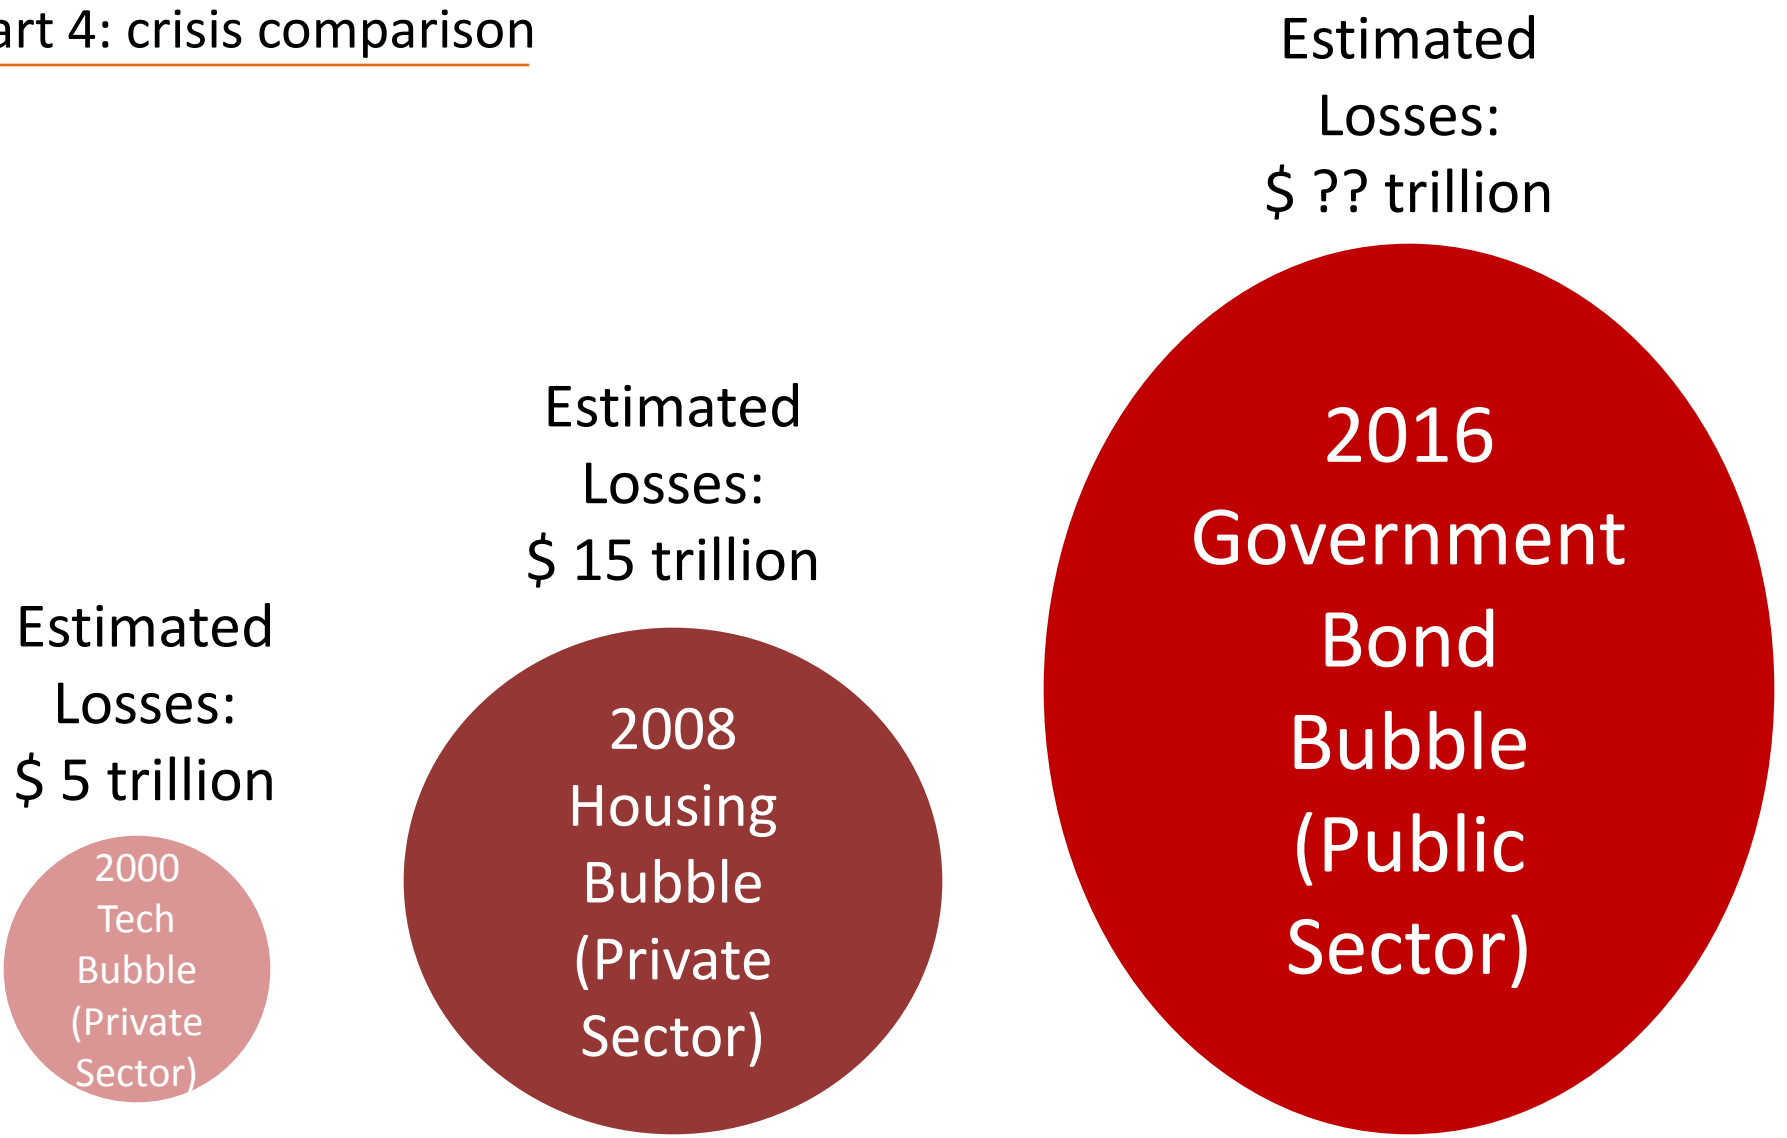 art 4: crisis comparison
Estimated
Losses:
$ 5 trillion
2000
Tech
Bubble
(Private
Sector)
Estimated
Losses:
$ 15 trillion
2008
Housing
Bubble
(Private
Sector)
Estimated
Losses:
$ ?? trillion
2016
Government
Bond
Bubble
(Public
Sector)